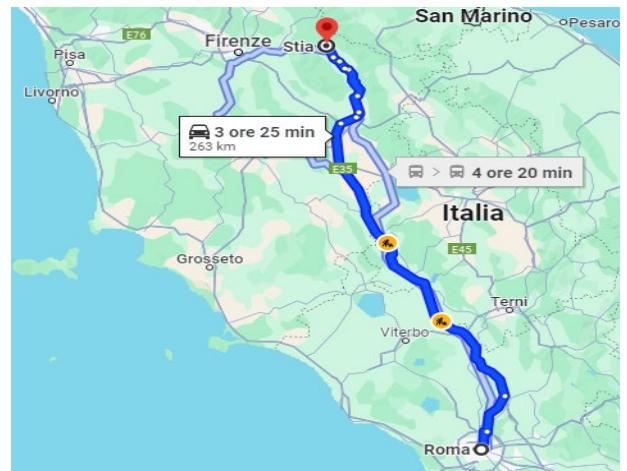 San Marino
Pesaro
E76
Firenze
Stia
Pisa
Livorno
3 ore 25 min
263 km
E35
> 4 ore 20 min
Italia
Grosseto
E45
Terni
Viterbo
Roma